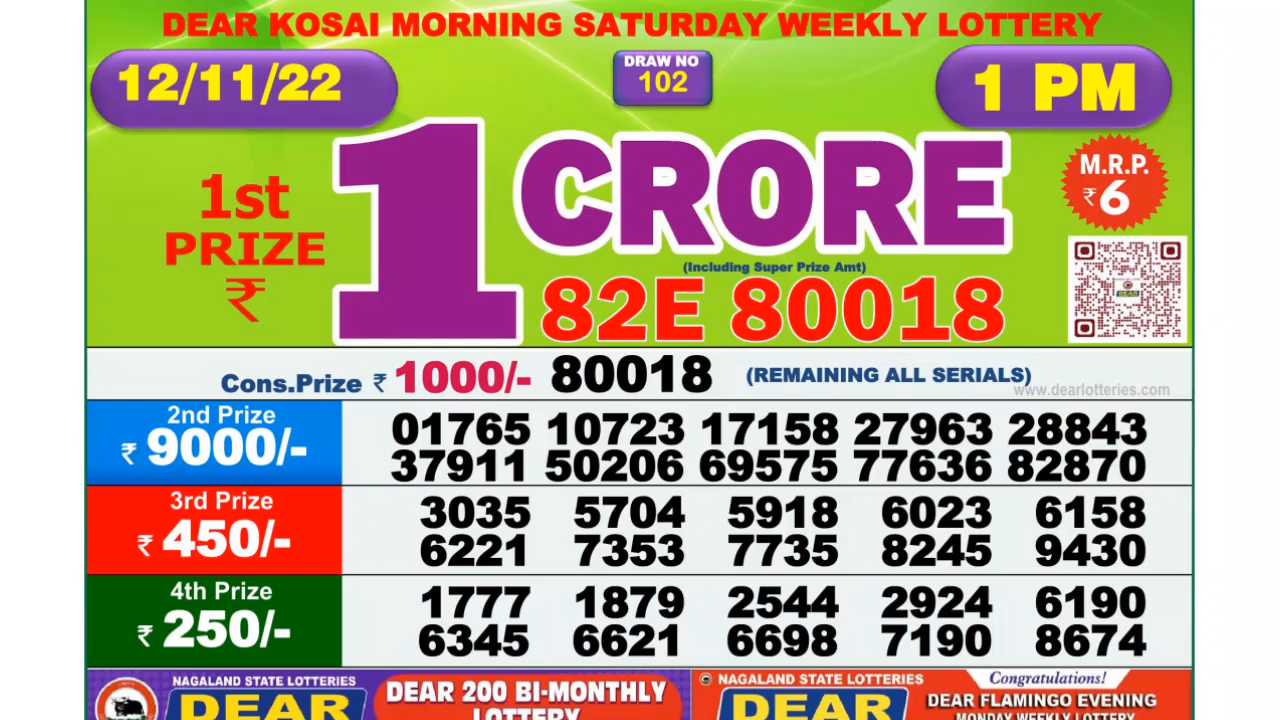 DEAR KOSAI MORNING SATURDAY WEEKLY LOTTERY
12/11/22
DRAW NO
102
1 PM
1st
PRIZE
₹
1 CRORE
(Including Super Prize Amt)
82E 80018
M.R.P.
₹6
DEAR
Cons.Prize ₹ 1000/- 80018 (REMAINING ALL SERIALS)
www.dearlotteries.com
2nd Prize
₹ 9000/-
01765 10723 17158 27963 28843
37911 50206 69575 77636 82870
3rd Prize
₹ 450/-
3035 5704 5918 6023 6158
6221 7353 7735 8245 9430
4th Prize
₹ 250/-
1777 1879 2544 2924 6190
6345 6621 6698 7190 8674
NAGALAND STATE LOTTERIES
DEAR
DEAR 200 BI-MONTHLY
LOTTERY
NAGALAND STATE LOTTERIES
DEAR
Congratulations!
DEAR FLAMINGO EVENING
MONDAY WEEKLY LOTTERY